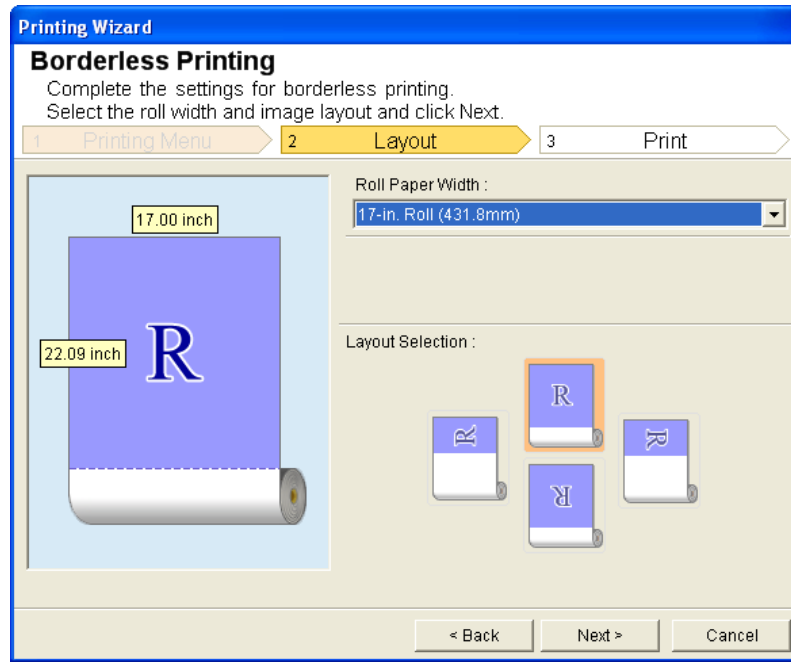 Printing Wizard
Borderless Printing
Complete the settings for borderless printing.
Select the roll width and image layout and click Next.
1 Printing Menu 2 Layout 3 Print
Roll Paper Width :
17-in. Roll (431.8mm)
17.00 inch
22.09 inch
R
Layout Selection :
R
R
R
R
< Back Next > Cancel